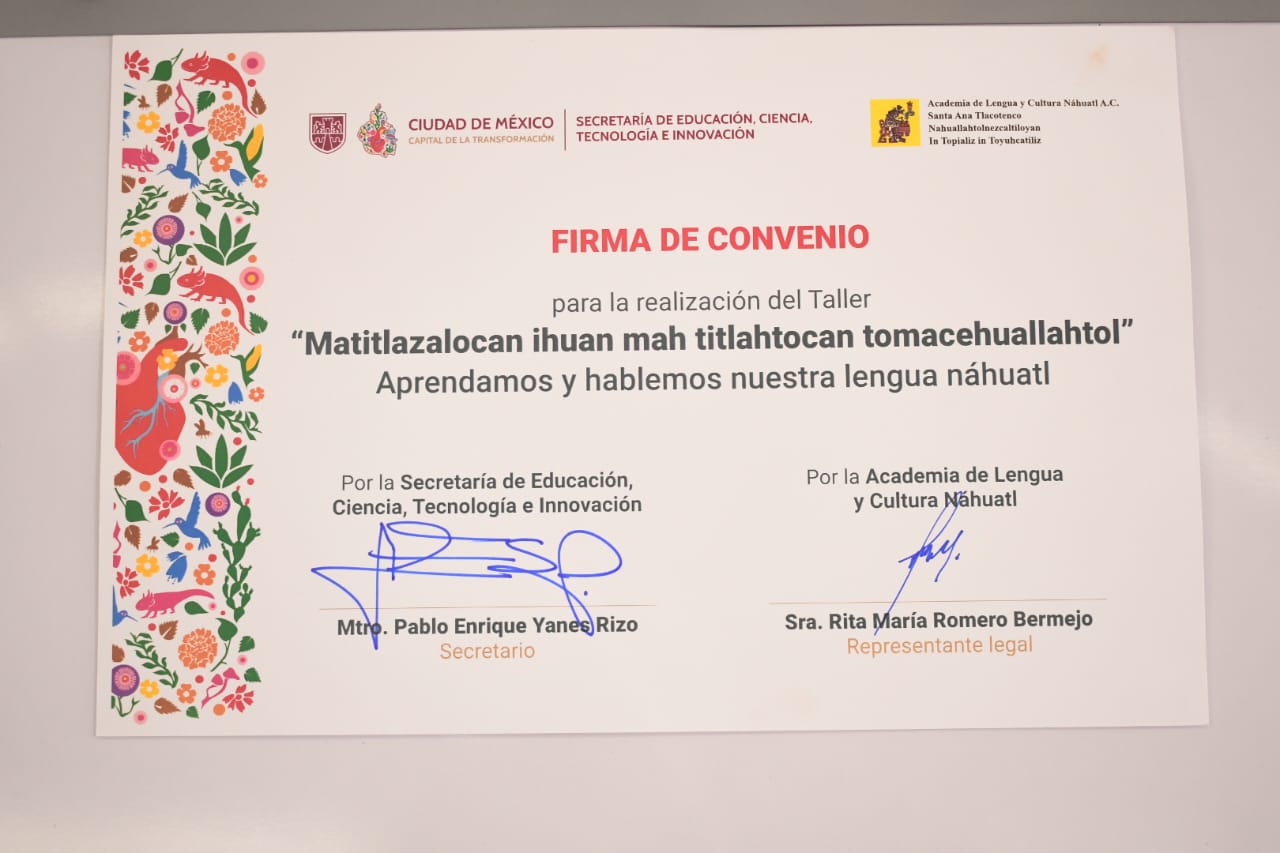 CIUDAD DE MÉXICO
CAPITAL DE LA TRANSFORMACIÓN
SECRETARÍA DE EDUCACIÓN, CIENCIA,
TECNOLOGÍA E INNOVACIÓN
Academia de Lengua y Cultura Náhuatl A.C.
Santa Ana Tlacotenco
Nahuallahtolnezcaltiloyan
In Topializ in Toyuhcatiliz
FIRMA DE CONVENIO
para la realización del Taller
“Matitlazalocan ihuan mah titlahtocan tomacehuallahtol”
Aprendamos y hablemos nuestra lengua náhuatl
Por la Secretaría de Educación,
Ciencia, Tecnología e Innovación
Mtro. Pablo Enrique Yanes Rizo
Secretario
Por la Academia de Lengua
y Cultura Náhuatl
Sra. Rita María Romero Bermejo
Representante legal